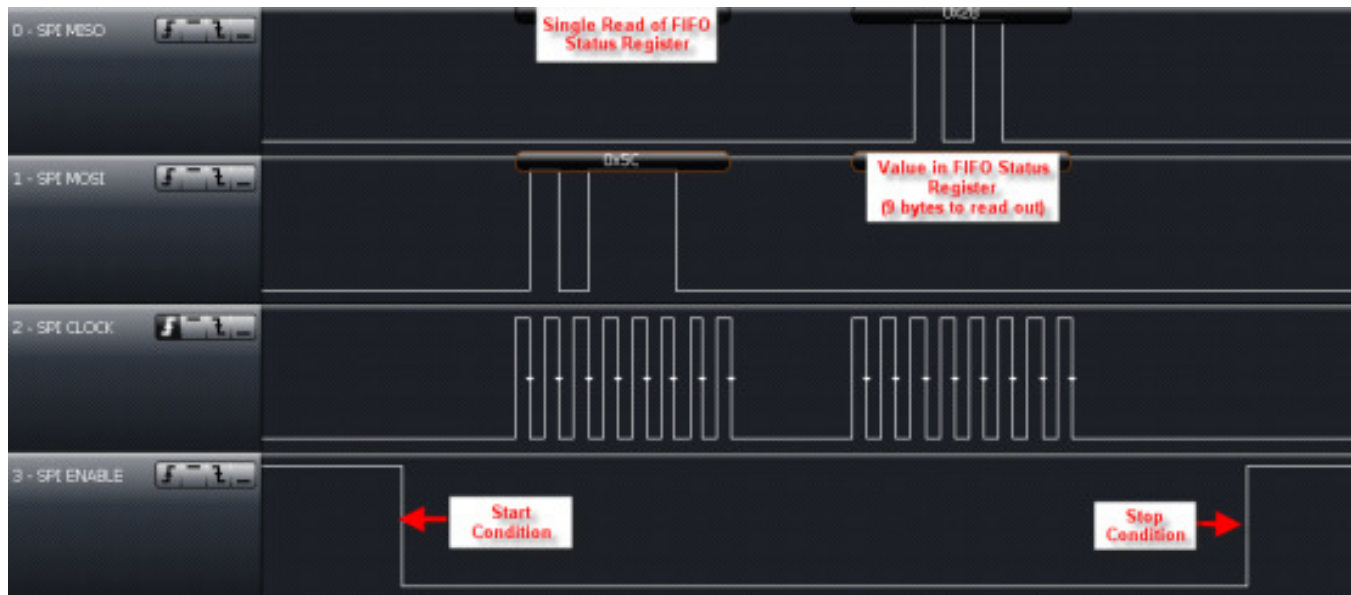 0 - SPI MISO
Single Read of FIFO
Status Register
0x28
1 - SPI MOSI
0x5C
Value in FIFO Status
Register
(9 bytes to read out)
2 - SPI CLOCK
3 - SPI ENABLE
Start
Condition
Stop
Condition